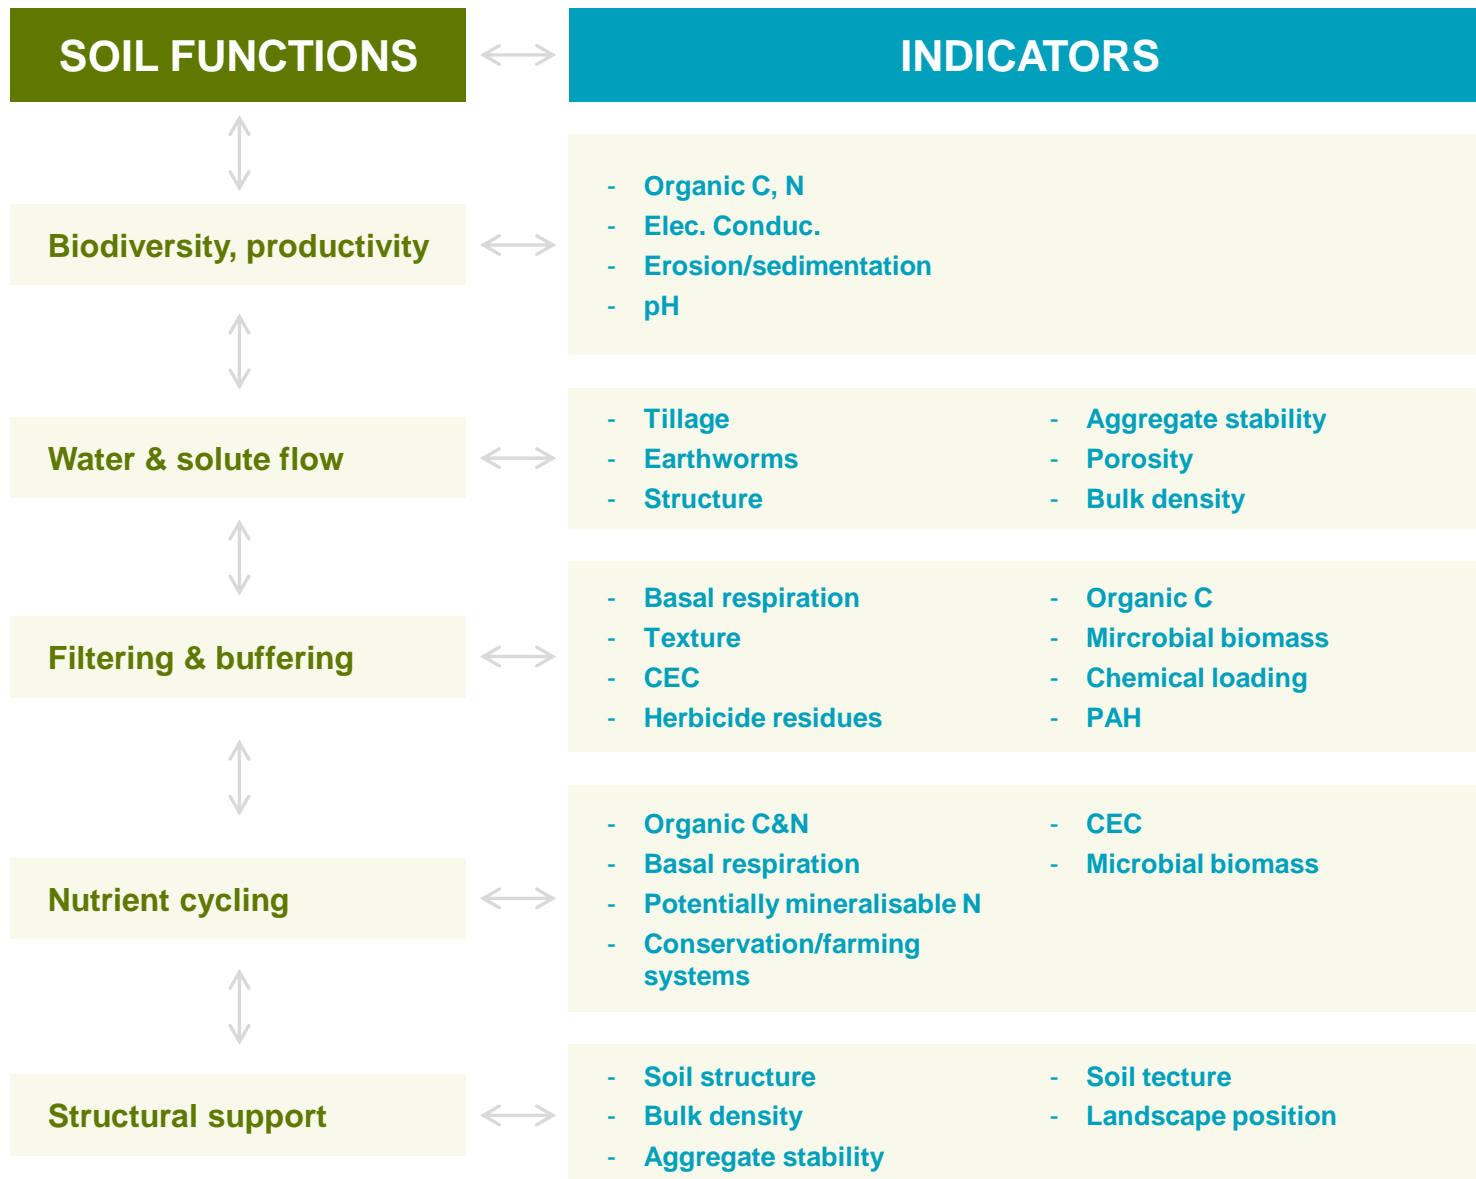 SOIL FUNCTIONS
INDICATORS
Biodiversity, productivity
- Organic C, N
- Elec. Conduc.
- Erosion/sedimentation
- pH
Water & solute flow
- Tillage
- Earthworms
- Structure
- Aggregate stability
- Porosity
- Bulk density
Filtering & buffering
- Basal respiration
- Texture
- CEC
- Herbicide residues
- Organic C
- Mircrobial biomass
- Chemical loading
- PAH
Nutrient cycling
- Organic C&N
- Basal respiration
- Potentially mineralisable N
- Conservation/farming
systems
- CEC
- Microbial biomass
Structural support
- Soil structure
- Bulk density
- Aggregate stability
- Soil tecture
- Landscape position